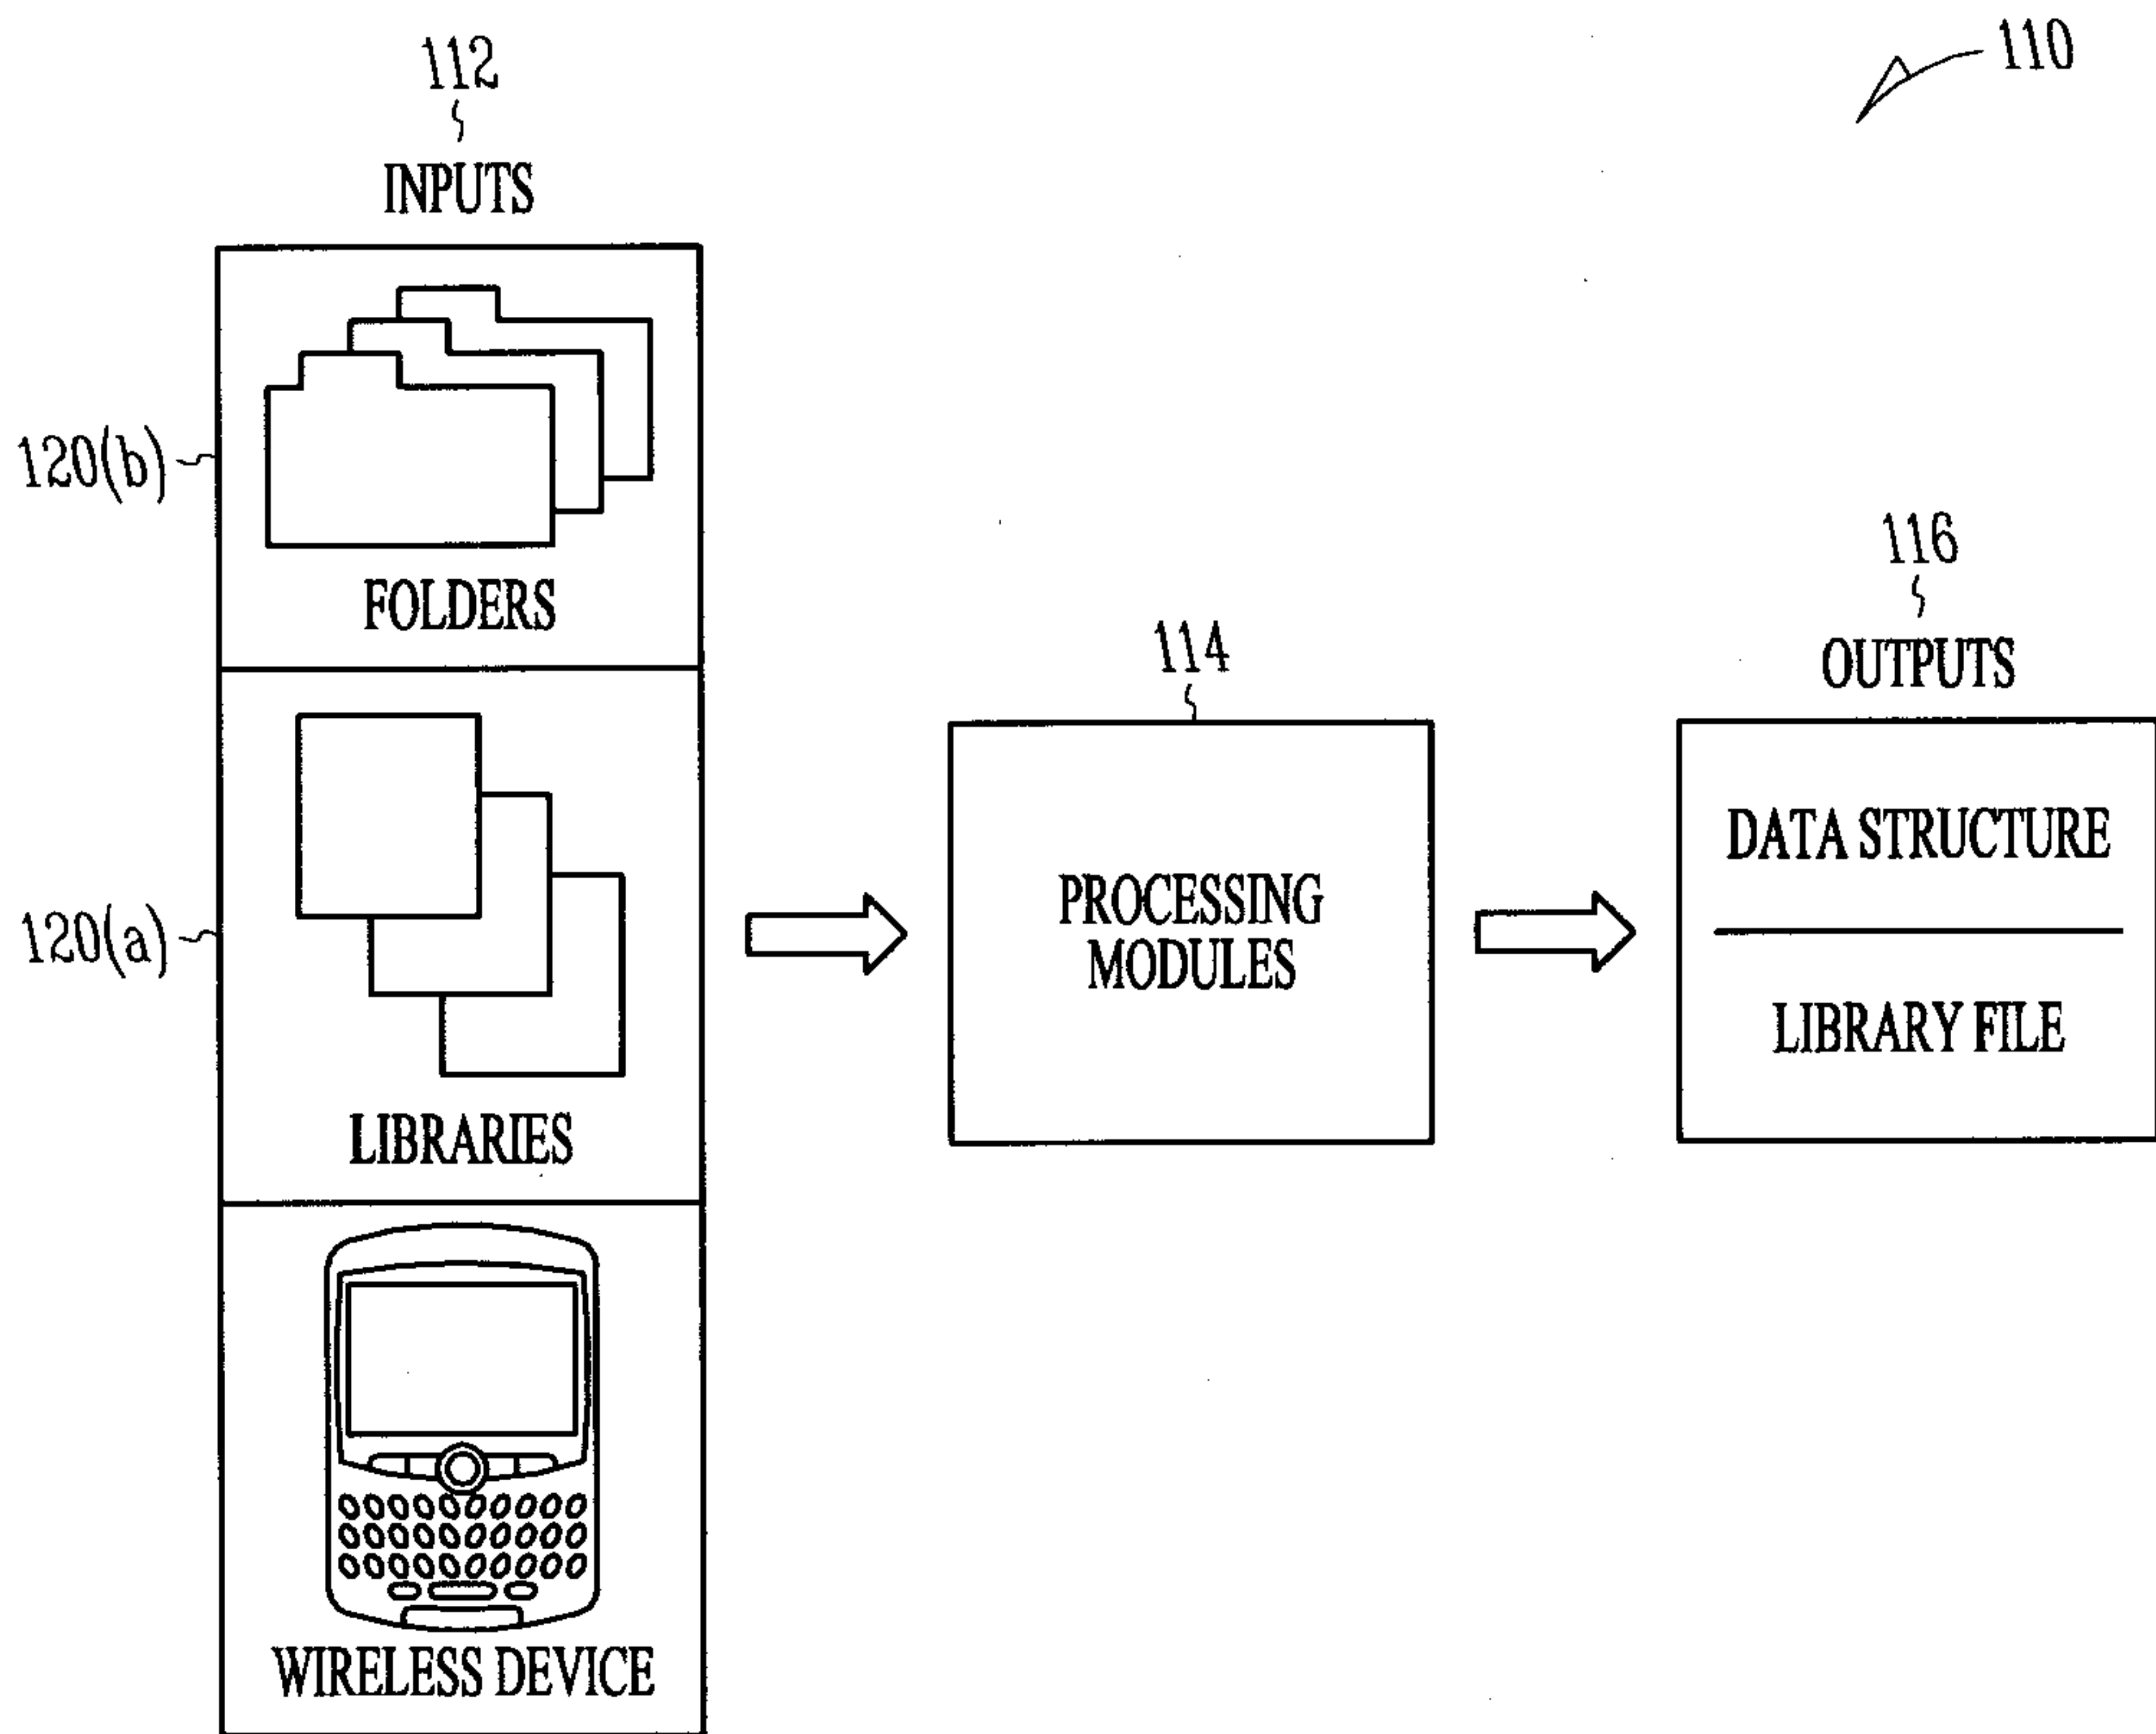 110
112
INPUTS
120(b)
FOLDERS
120(a)
LIBRARIES
WIRELESS DEVICE
114
PROCESSING
MODULES
116
OUTPUTS
DATA STRUCTURE
LIBRARY FILE